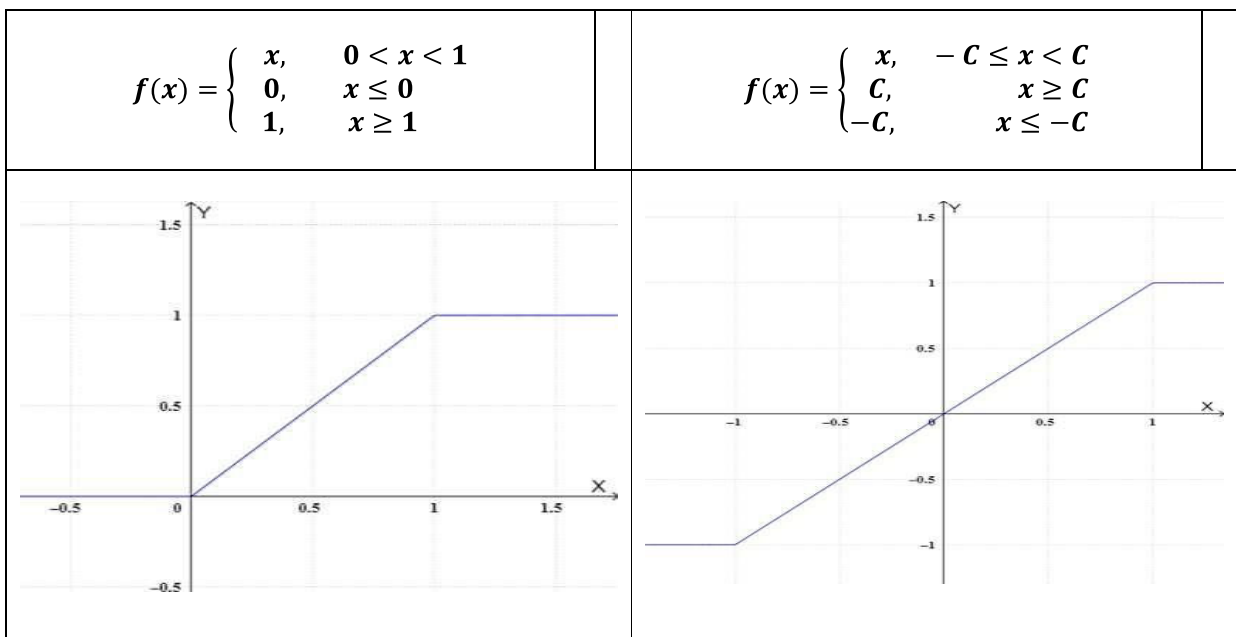 f(x) = { x, 0 < x < 1
0, x ≤ 0
1, x ≥ 1
f(x) = { x, − C ≤ x < C
C, x ≥ C
−C, x ≤ −C
Y
1.5
1
0.5
X
−0.5 0 0.5 1 1.5
−0.5
Y
1.5
1
0.5
X
−1 −0.5 0 0.5 1
−0.5
−1